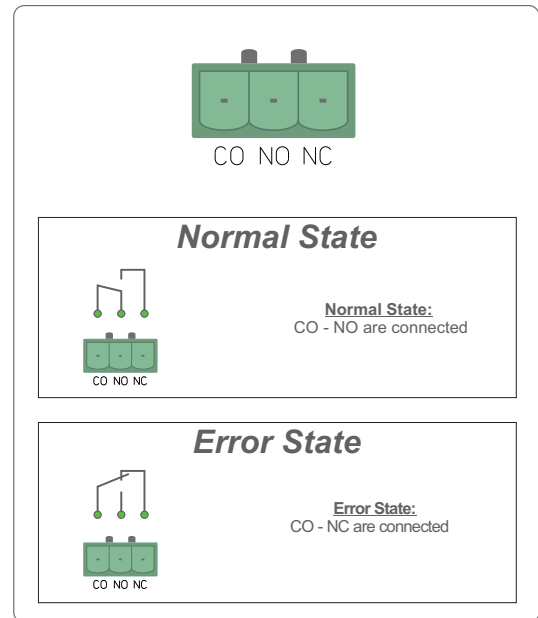 CO NO NC
Normal State
Normal State:
CO - NO are connected
CO NO NC
Error State
Error State:
CO - NC are connected
CO NO NC